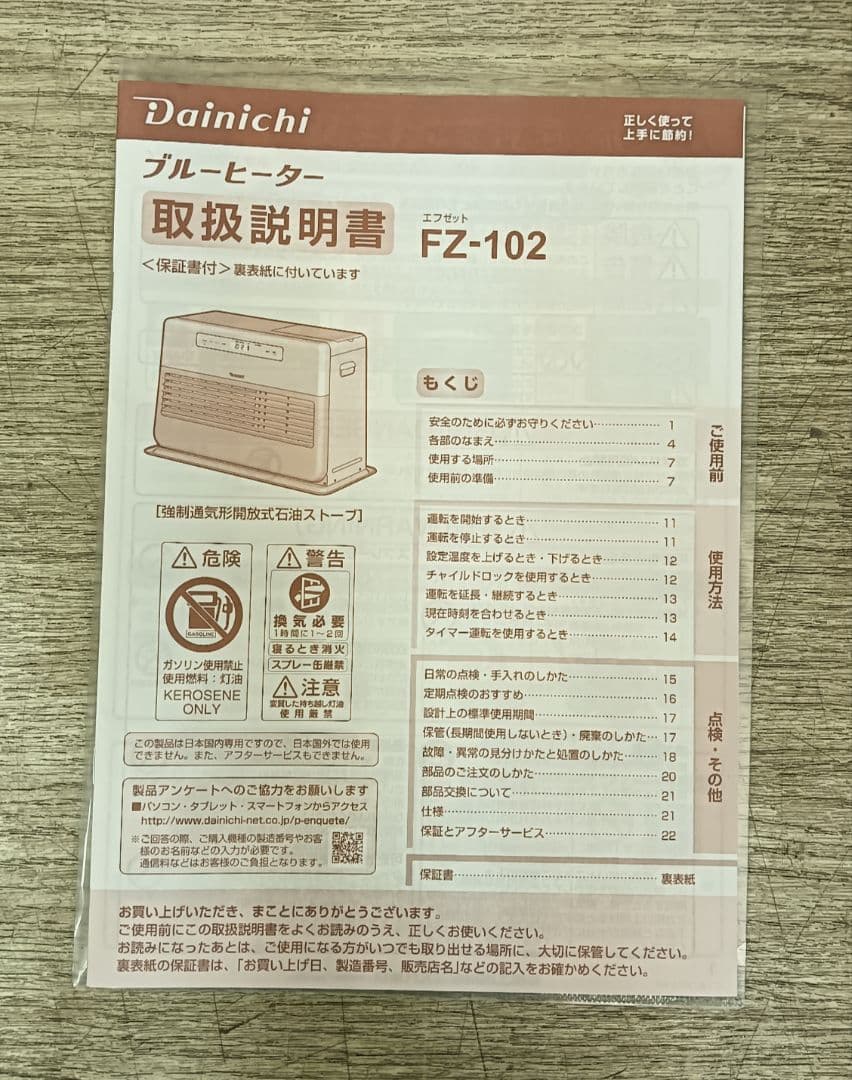 Dainichi
正しく使って
上手に節約!
ブルーヒーター
取扱説明書
エフゼット
FZ-102
<保証書付>裏表紙に付いています
もくじ
安全のために必ずお守りください 1
各部のなまえ 4
使用する場所 7
使用前の準備 7
ご使用前
運転を開始するとき 11
運転を停止するとき 11
設定温度を上げるとき・下げるとき 12
チャイルドロックを使用するとき 12
運転を延長・継続するとき 13
現在時刻を合わせるとき 13
タイマー運転を使用するとき 14
使用方法
日常の点検・手入れのしかた 15
定期点検のおすすめ 16
設計上の標準使用期間 17
保管(長期間使用しないとき)・廃棄のしかた 17
故障・異常の見分けかたと処置のしかた 18
部品のご注文のしかた 20
部品交換について 21
仕様 21
保証とアフターサービス 22
点検・その他
保証書 裏表紙
[強制通気形開放式石油ストーブ]
危険
GASOLINE
ガソリン使用禁止
使用燃料:灯油
KEROSENE
ONLY
警告
換気必要
1時間に1~2回
寝るとき消火
スプレー缶厳禁
注意
変質した持ち越し灯油
使用厳禁
この製品は日本国内専用ですので、日本国外では使用
できません。また、アフターサービスもできません。
製品アンケートへのご協力をお願いします
■パソコン・タブレット・スマートフォンからアクセス
http://www.dainichi-net.co.jp/p-enquete/
※ご回答の際、ご購入機種の製造番号やお客
様のお名前などの入力が必要です。
通信料などはお客様のご負担となります。
お買い上げいただき、まことにありがとうございます。
ご使用前にこの取扱説明書をよくお読みのうえ、正しくお使いください。
お読みになったあとは、ご使用になる方がいつでも取り出せる場所に、大切に保管してください。
裏表紙の保証書は、「お買い上げ日、製造番号、販売店名」などの記入をお確かめください。